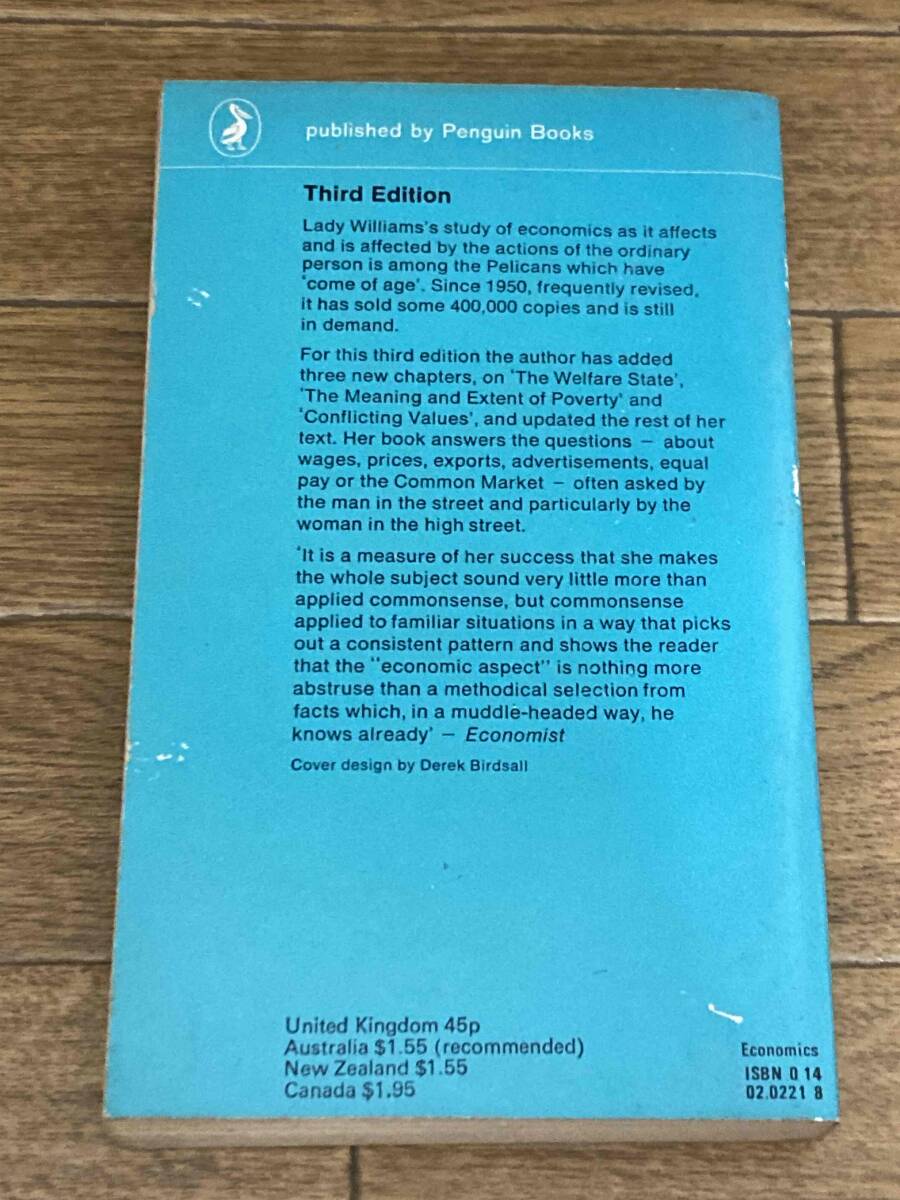 published by Penguin Books
Third Edition
Lady Williams's study of economics as it affects
and is affected by the actions of the ordinary
person is among the Pelicans which have
'come of age'. Since 1950, frequently revised,
it has sold some 400,000 copies and is still
in demand.
For this third edition the author has added
three new chapters, on 'The Welfare State',
'The Meaning and Extent of Poverty' and
'Conflicting Values', and updated the rest of her
text. Her book answers the questions – about
wages, prices, exports, advertisements, equal
pay or the Common Market – often asked by
the man in the street and particularly by the
woman in the high street.
'It is a measure of her success that she makes
the whole subject sound very little more than
applied commonsense, but commonsense
applied to familiar situations in a way that picks
out a consistent pattern and shows the reader
that the "economic aspect" is nothing more
abstruse than a methodical selection from
facts which, in a muddle-headed way, he
knows already' – Economist
Cover design by Derek Birdsall
United Kingdom 45p
Australia $1.55 (recommended)
New Zealand $1.55
Canada $1.95
Economics
ISBN 0 14
02.0221 8